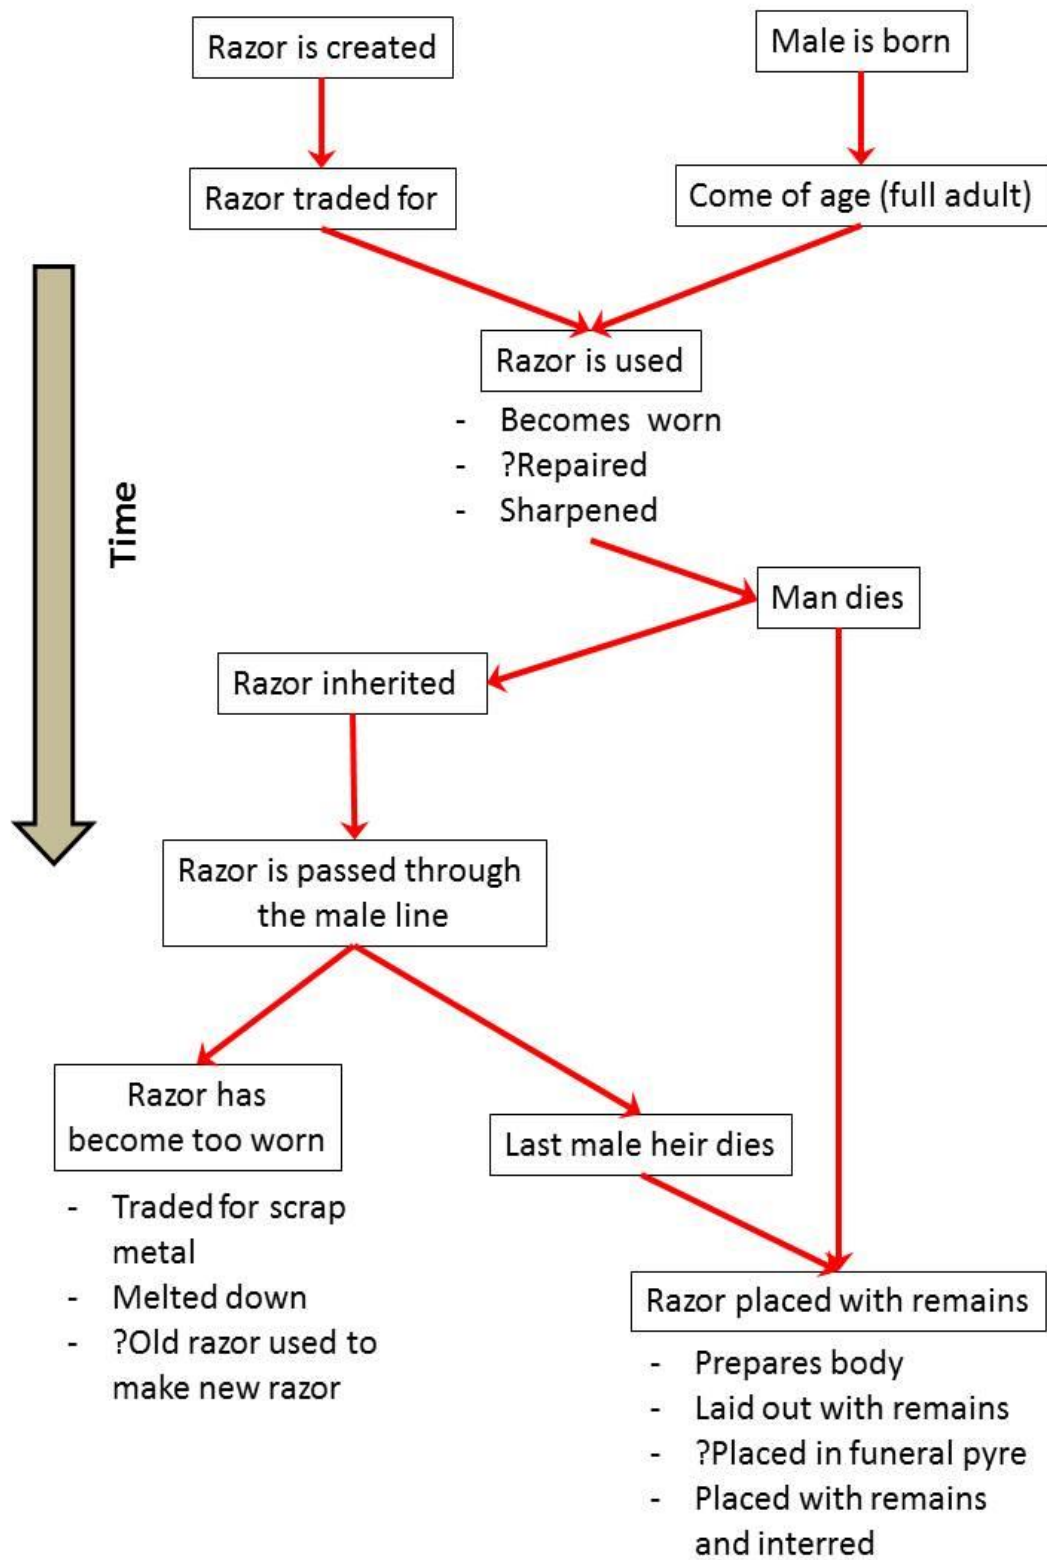 Razor is created
Male is born
Razor traded for
Come of age (full adult)
Razor is used
- Becomes worn
- ?Repaired
- Sharpened
Time
Man dies
Razor inherited
Razor is passed through
the male line
Razor has
become too worn
- Traded for scrap
metal
- Melted down
- ?Old razor used to
make new razor
Last male heir dies
Razor placed with remains
- Prepares body
- Laid out with remains
- ?Placed in funeral pyre
- Placed with remains
and interred